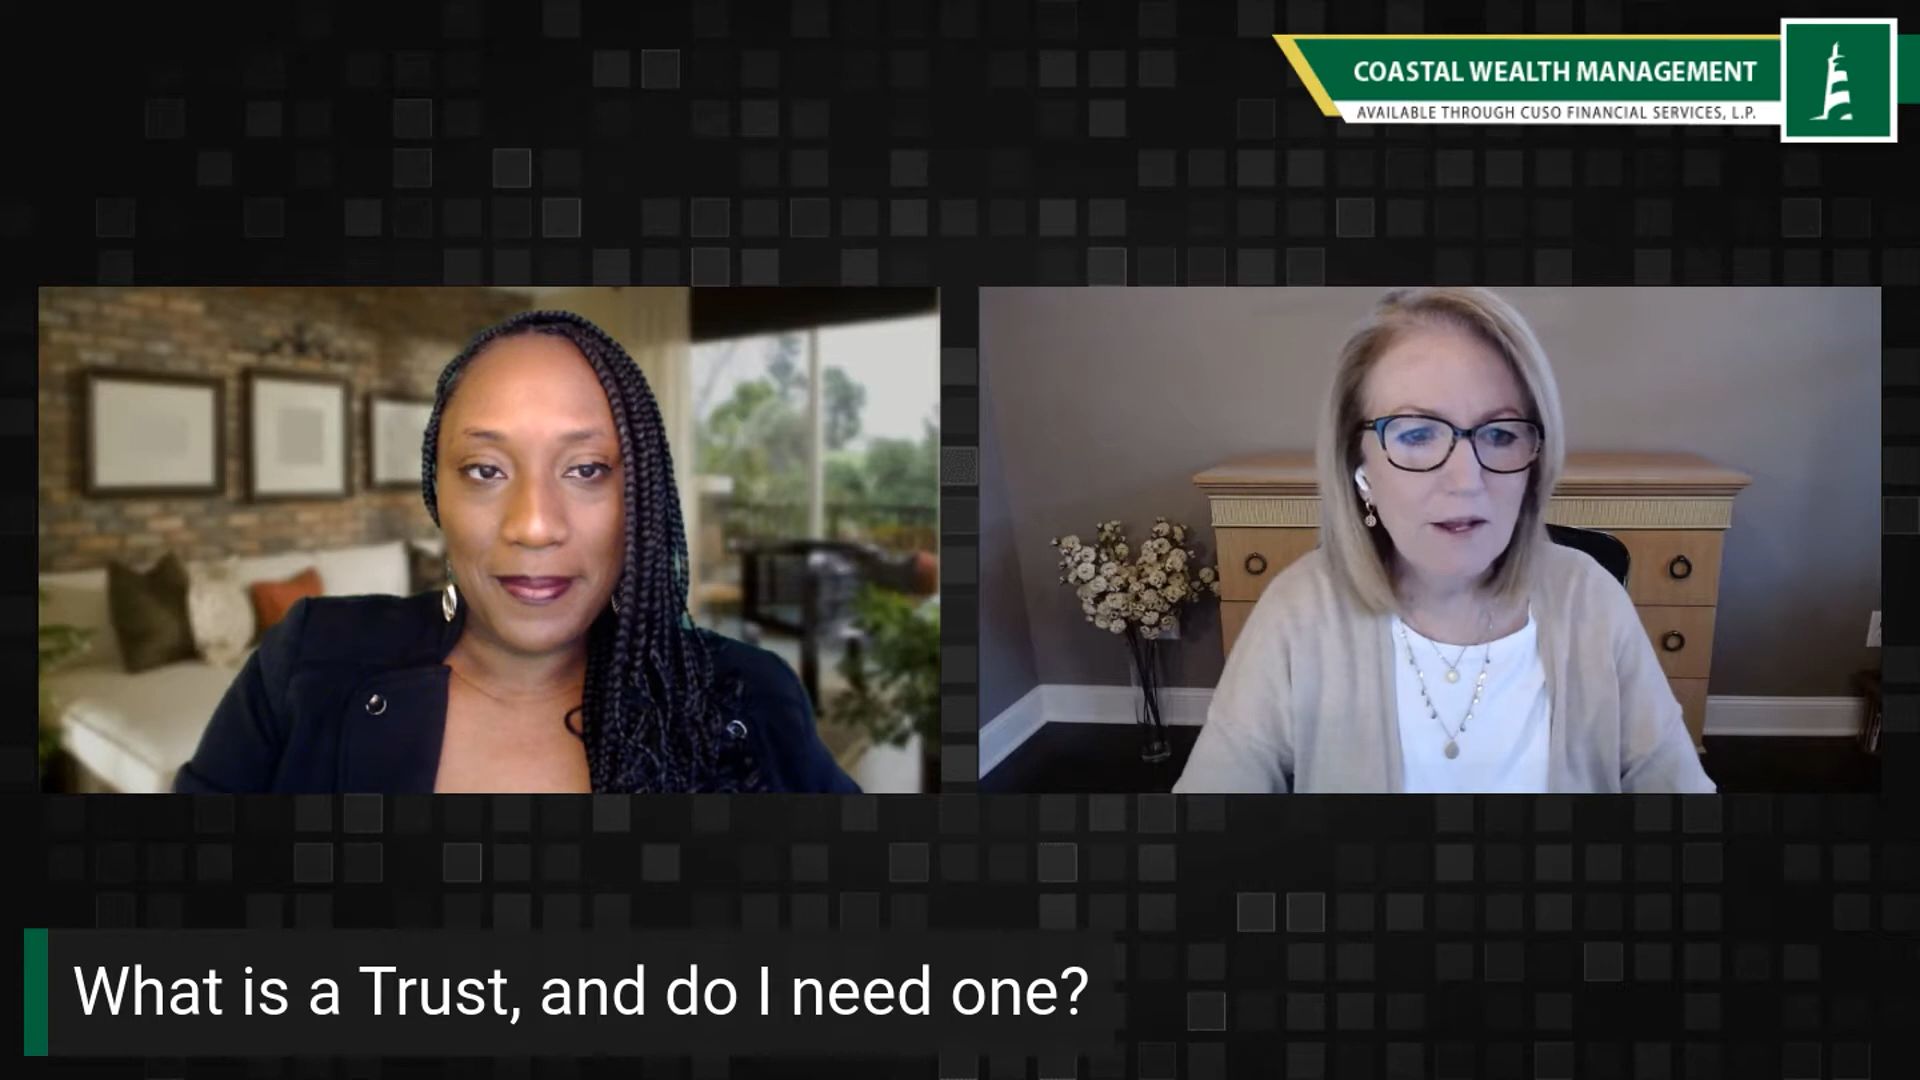 COASTAL WEALTH MANAGEMENT
AVAILABLE THROUGH CUSO FINANCIAL SERVICES, L.P.
What is a Trust, and do I need one?